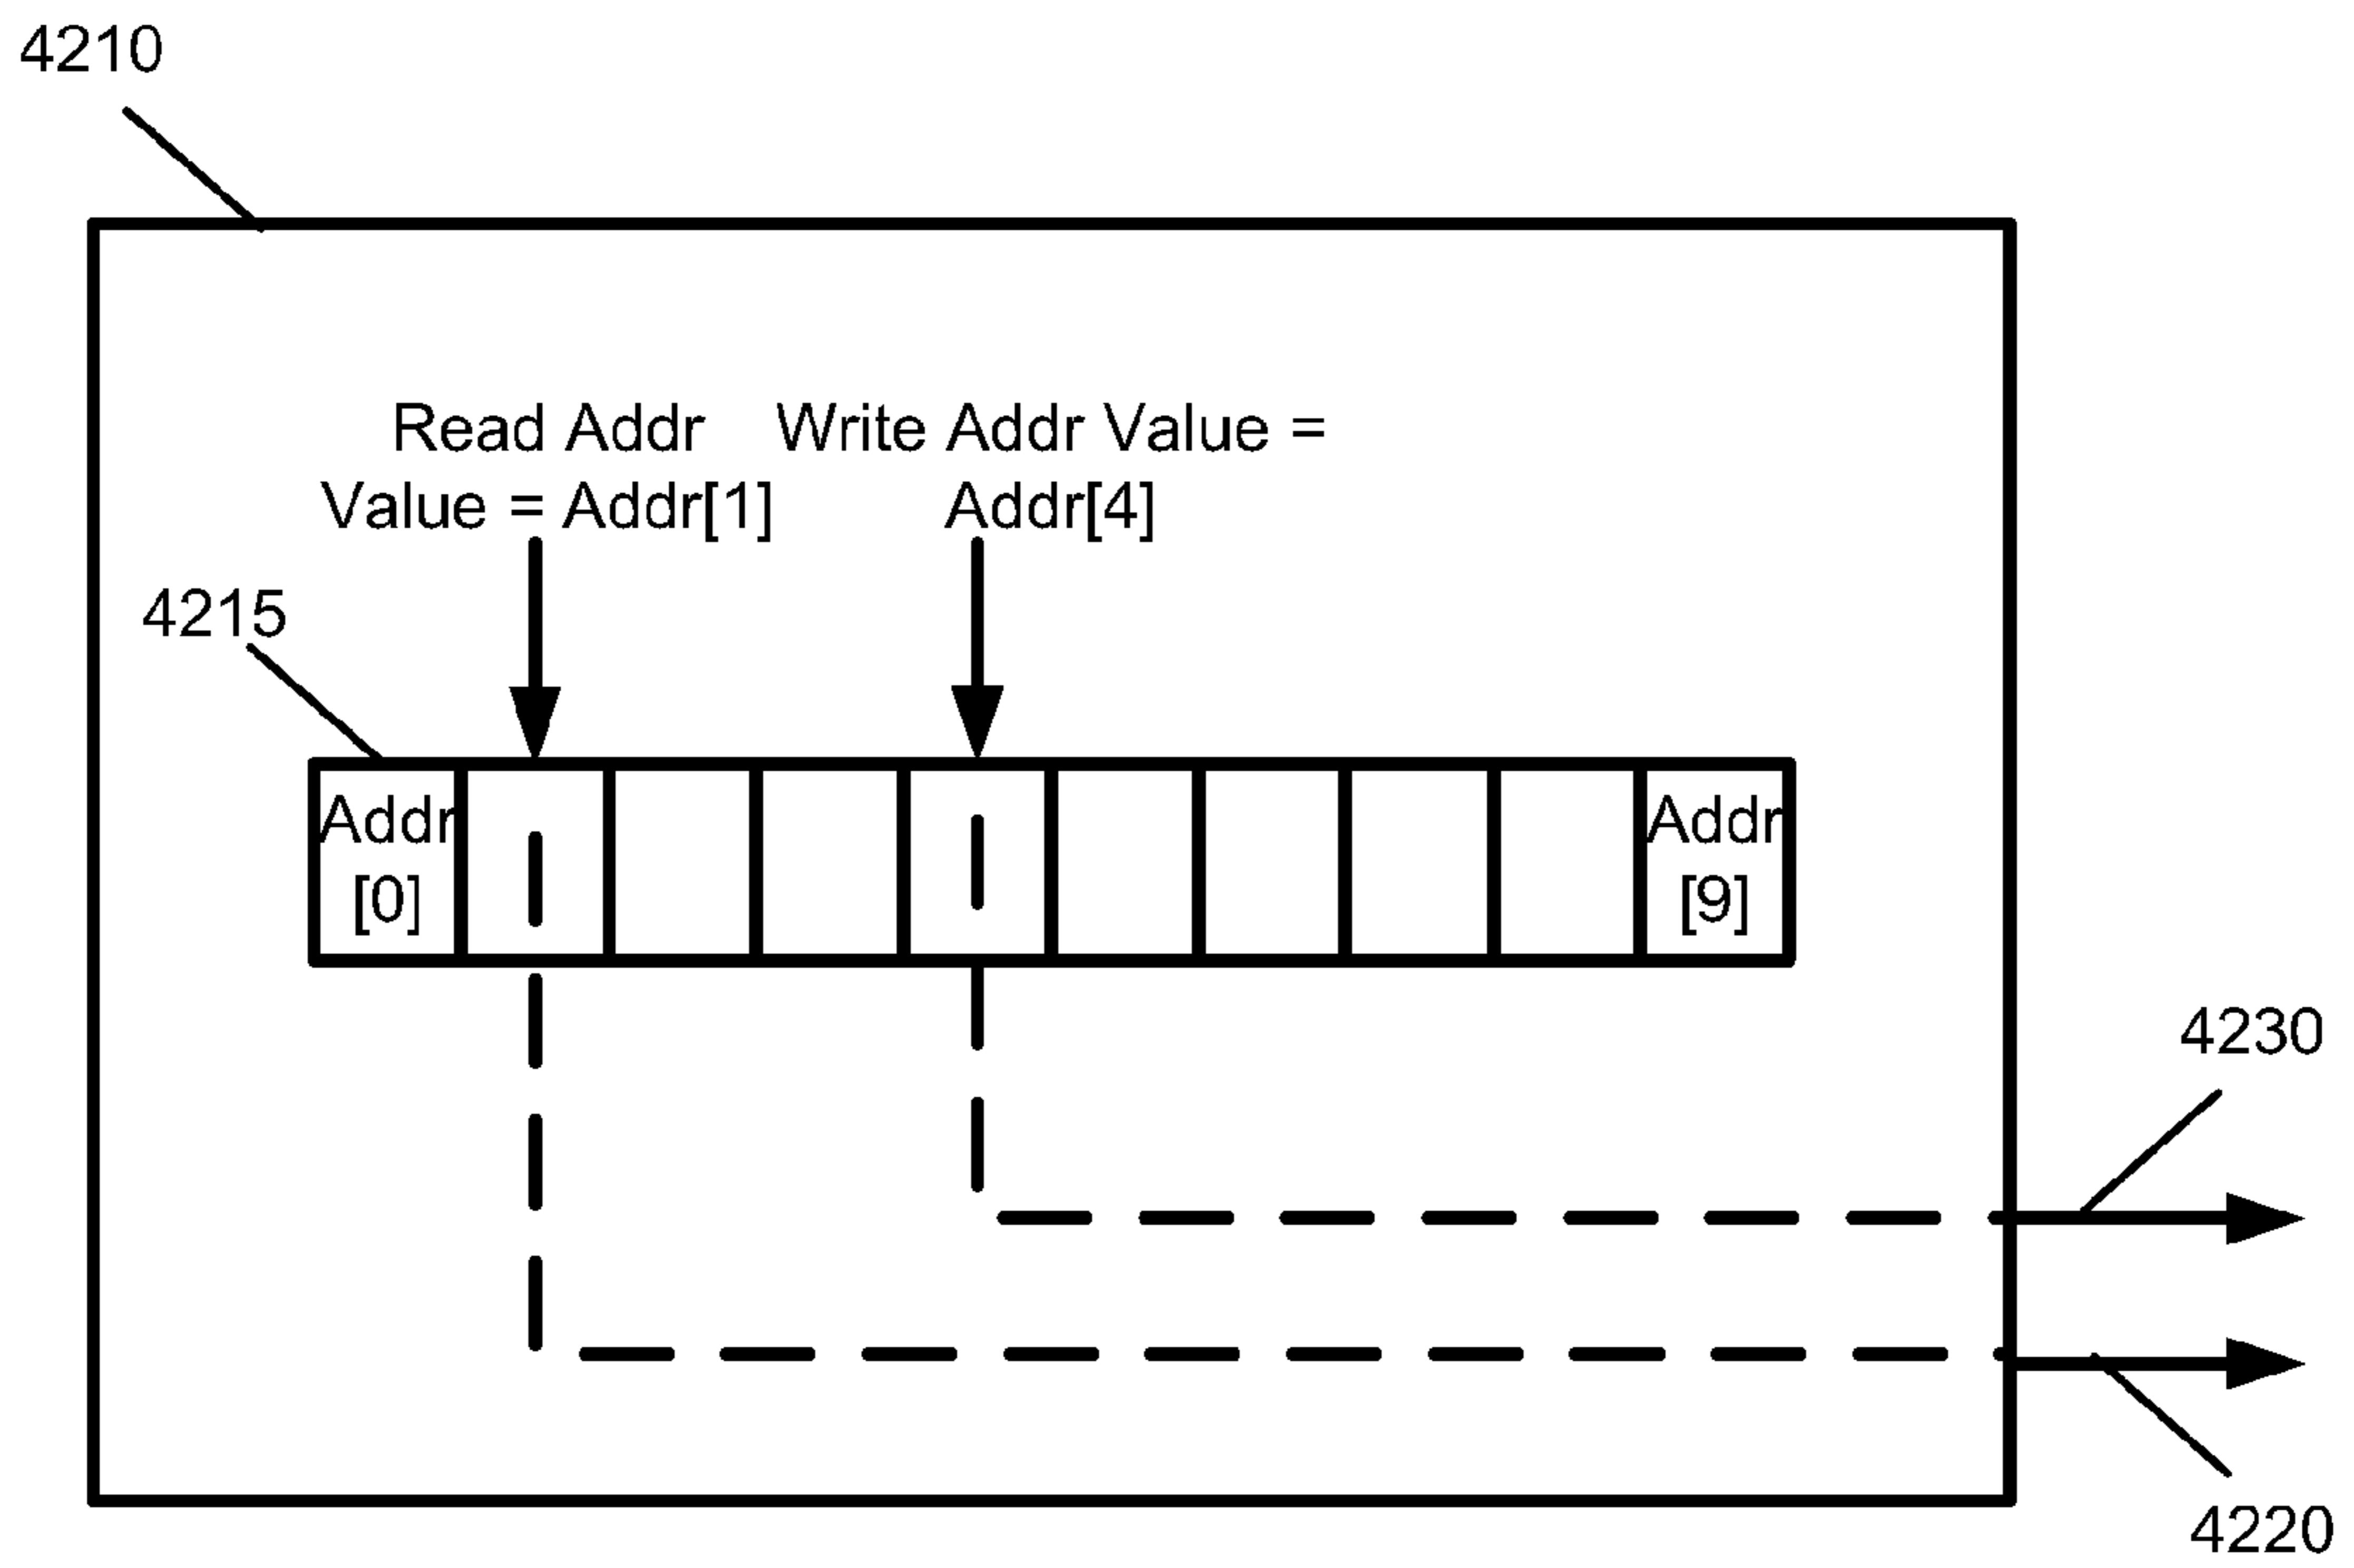 4210
Read Addr
Value = Addr[1]
Write Addr Value =
Addr[4]
4215
Addr
[0]
Addr
[9]
4230
4220